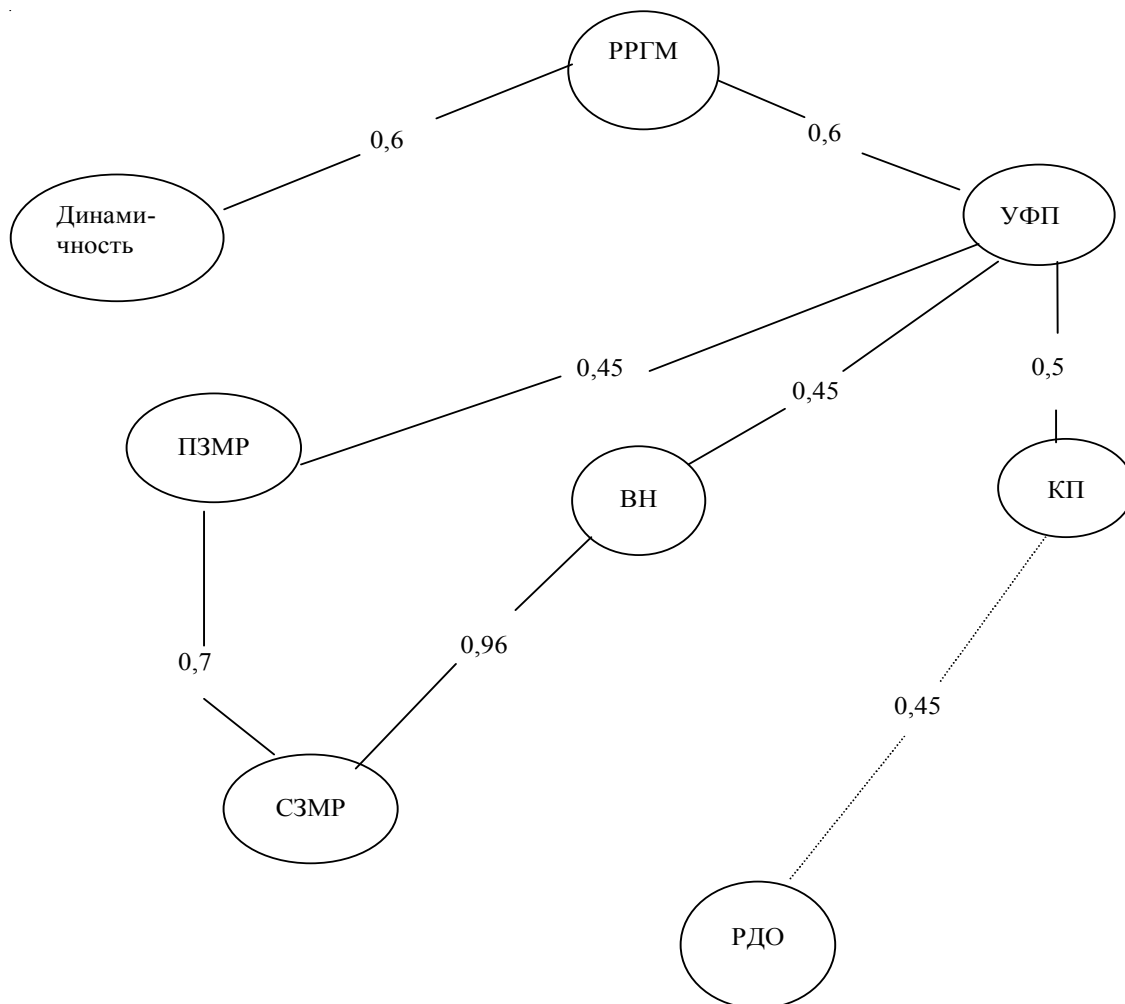 РРГМ
0,6
0,6
Динами-
чность
УФП
0,45
0,45
0,5
ПЗМР
ВН
КП
0,7
0,96
0,45
СЗМР
РДО